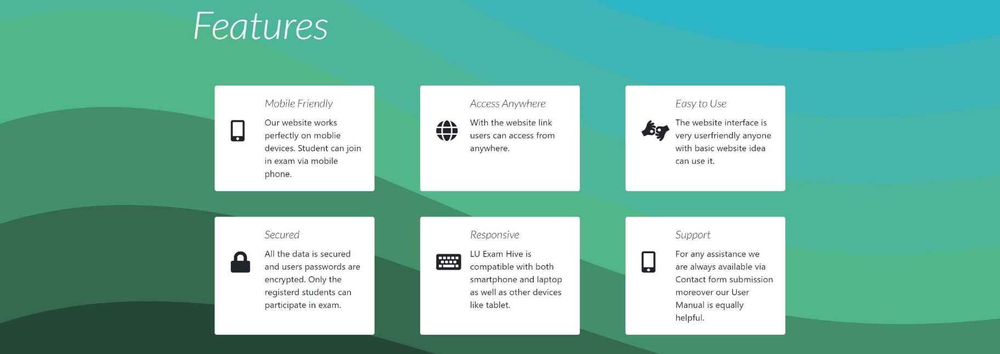 Features
Mobile Friendly
Our website works
perfectly on moblie
devices. Student can join
in exam via mobile
phone.
Access Anywhere
With the website link
users can access from
anywhere.
Easy to Use
The website interface is
very userfriendly anyone
with basic website idea
can use it.
Secured
All the data is secured
and users passwords are
encrypted. Only the
registerd students can
participate in exam.
Responsive
LU Exam Hive is
compatible with both
smartphone and laptop
as well as other devices
like tablet.
Support
For any assistance we
are always available via
Contact form submission
moreover our User
Manual is equally
helpful.